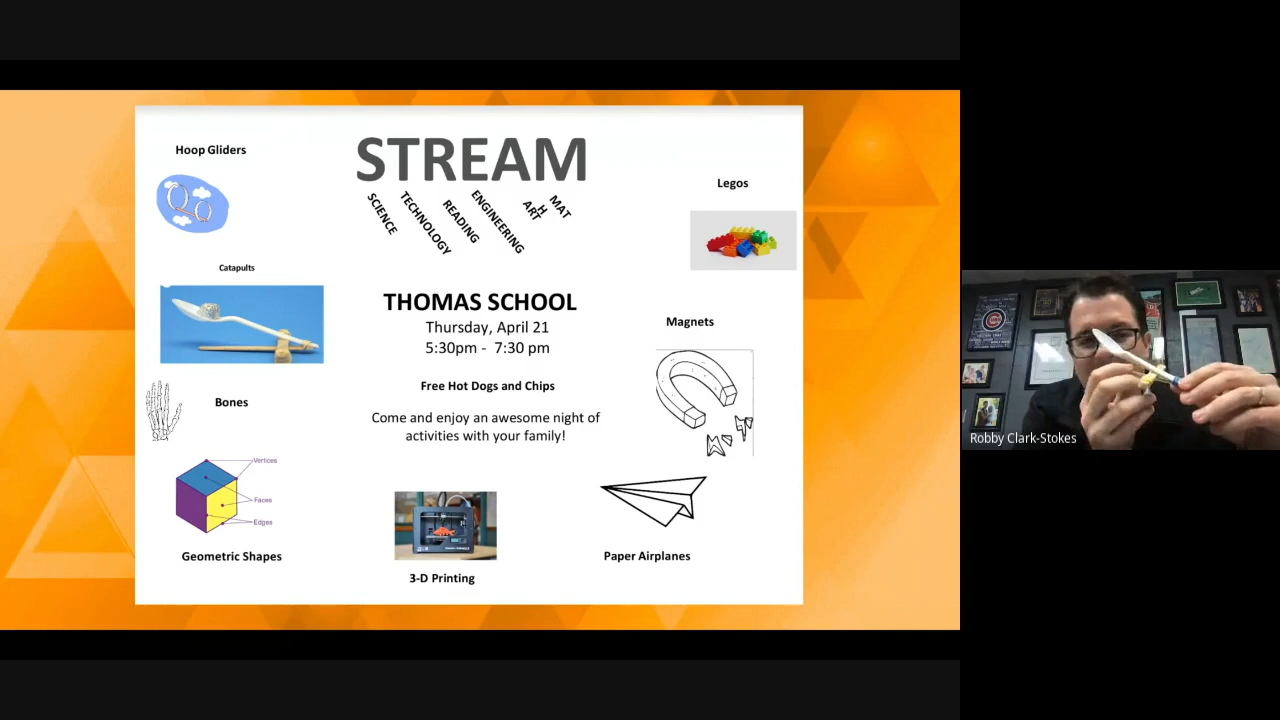 Hoop Gliders
STREAM
SCIENCE
TECHNOLOGY
READING
ENGINEERING
ART
MAT
H
Legos
Catapults
THOMAS SCHOOL
Thursday, April 21
5:30pm - 7:30 pm
Magnets
Free Hot Dogs and Chips
Bones
Come and enjoy an awesome night of
activities with your family!
Vertices
Faces
Edges
Geometric Shapes
3-D Printing
Paper Airplanes
Robby Clark-Stokes